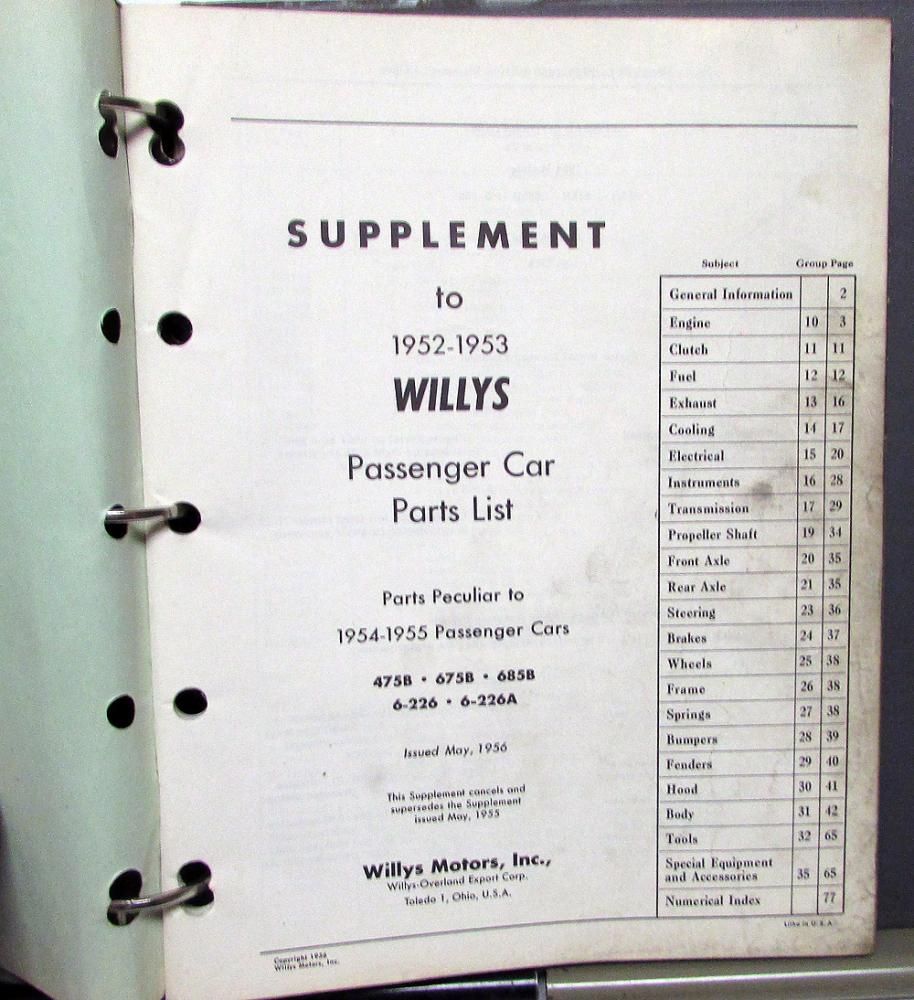 SUPPLEMENT
to
1952-1953
WILLYS
Passenger Car
Parts List
Parts Peculiar to
1954-1955 Passenger Cars
475B • 675B • 685B
6-226 • 6-226A
Issued May, 1956
This Supplement cancels and
supersedes the Supplement
issued May, 1955
Willys Motors, Inc.,
Willys-Overland Export Corp.
Toledo 1, Ohio, U.S.A.
Subject Group Page
General Information 2
Engine 10 3
Clutch 11 11
Fuel 12 12
Exhaust 13 16
Cooling 14 17
Electrical 15 20
Instruments 16 28
Transmission 17 29
Propeller Shaft 19 34
Front Axle 20 35
Rear Axle 21 35
Steering 23 36
Brakes 24 37
Wheels 25 38
Frame 26 38
Springs 27 38
Bumpers 28 39
Fenders 29 40
Hood 30 41
Body 31 42
Tools 32 65
Special Equipment
and Accessories 35 65
Numerical Index 77
Litho in U.S.A.
Copyright 1956
Willys Motors, Inc.